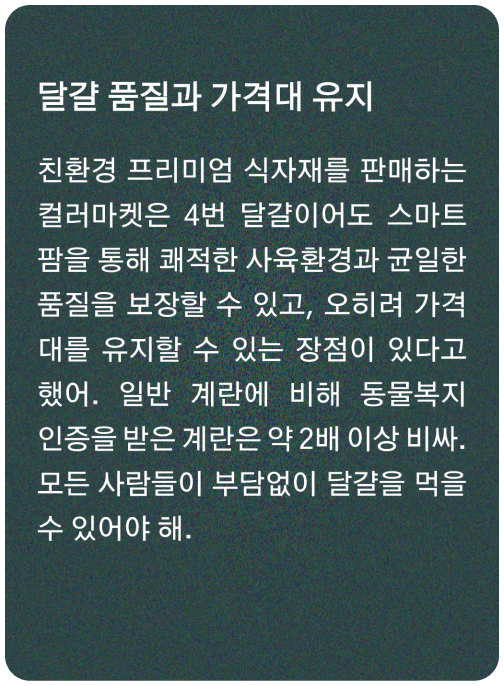 달걀 품질과 가격대 유지
친환경 프리미엄 식자재를 판매하는
컬러마켓은 4번 달걀이어도 스마트
팜을 통해 쾌적한 사육환경과 균일한
품질을 보장할 수 있고, 오히려 가격
대를 유지할 수 있는 장점이 있다고
했어. 일반 계란에 비해 동물복지
인증을 받은 계란은 약 2배 이상 비싸.
모든 사람들이 부담없이 달걀을 먹을
수 있어야 해.